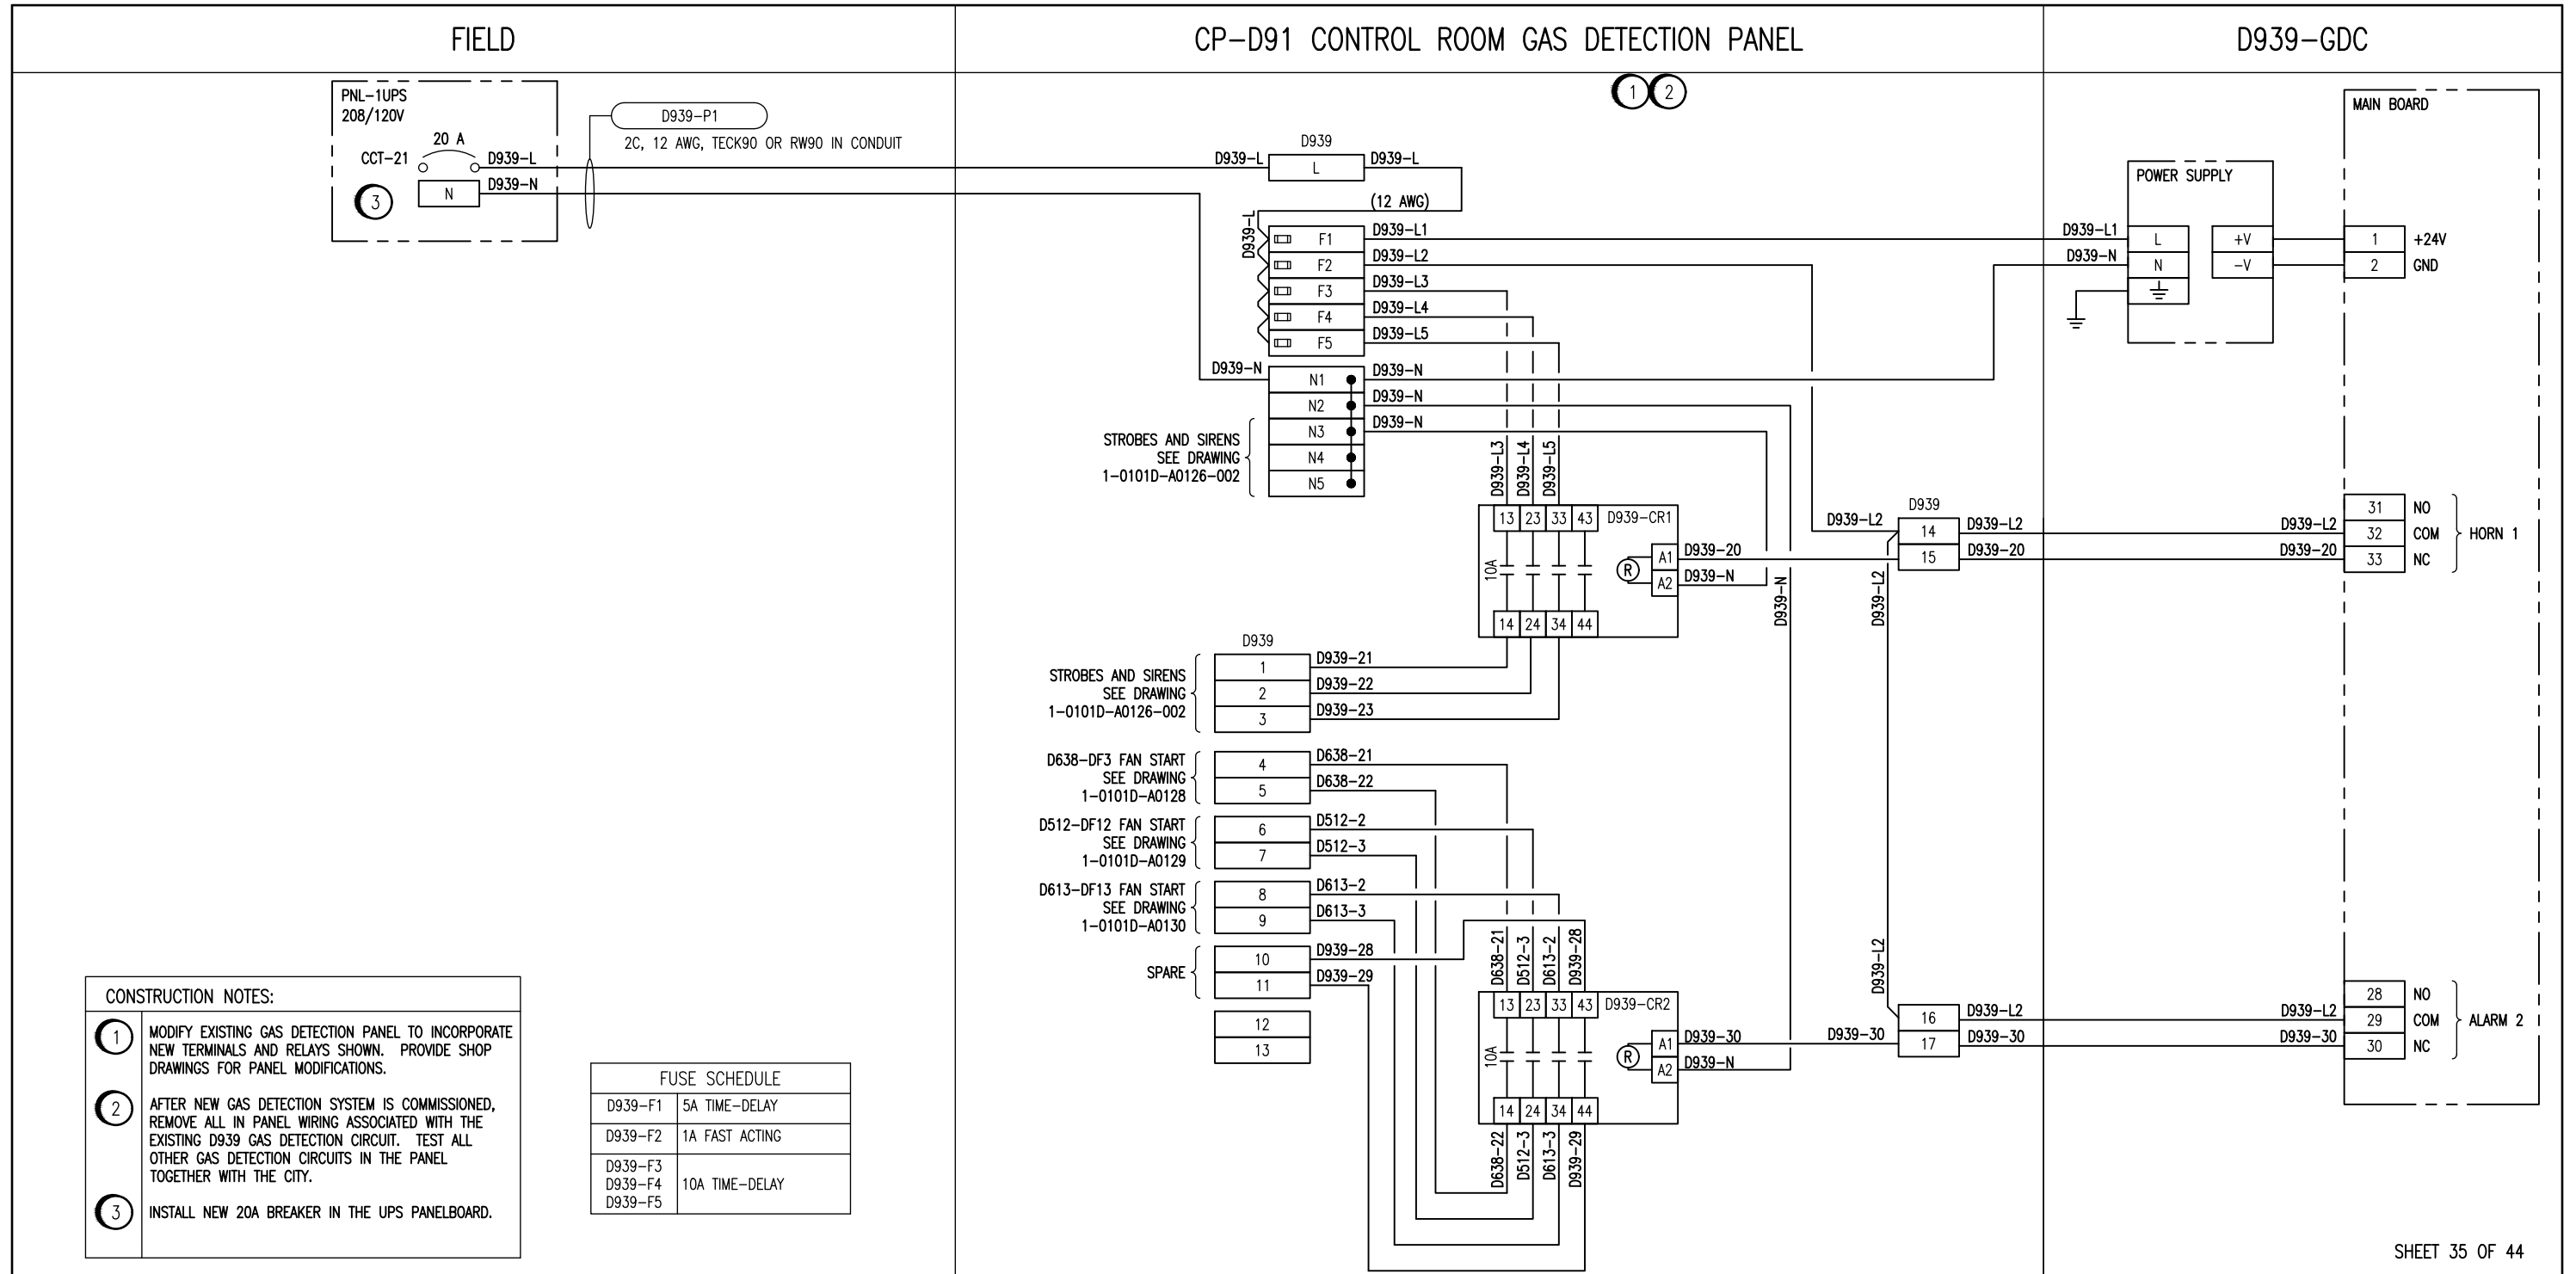 FIELD
CP-D91 CONTROL ROOM GAS DETECTION PANEL
D939-GDC
1 2
PNL-1UPS
208/120V
20 A
CCT-21
D939-L
D939-N
N
3
D939-P1
2C, 12 AWG, TECK90 OR RW90 IN CONDUIT
D939
D939-L
L
D939-L
(12 AWG)
D939-L
F1 D939-L1
F2 D939-L2
F3 D939-L3
F4 D939-L4
F5 D939-L5
D939-N
N1 D939-N
N2 D939-N
N3 D939-N
N4
N5
STROBES AND SIRENS
SEE DRAWING
1-0101D-A0126-002
D939-L3
D939-L4
D939-L5
13 23 33 43
D939-CR1
10A
R
A1 D939-20
A2 D939-N
14 24 34 44
D939-N
D939
D939-L2 14 D939-L2
15 D939-20
D939-L2
D939-L2
D939
STROBES AND SIRENS
SEE DRAWING
1-0101D-A0126-002
1 D939-21
2 D939-22
3 D939-23
D638-DF3 FAN START
SEE DRAWING
1-0101D-A0128
4 D638-21
5 D638-22
D512-DF12 FAN START
SEE DRAWING
1-0101D-A0129
6 D512-2
7 D512-3
D613-DF13 FAN START
SEE DRAWING
1-0101D-A0130
8 D613-2
9 D613-3
SPARE
10 D939-28
11 D939-29
12
13
D638-21
D512-3
D613-2
D939-28
13 23 33 43
D939-CR2
10A
R
A1 D939-30
A2 D939-N
14 24 34 44
D638-22
D512-3
D613-3
D939-29
16 D939-L2
D939-30 17 D939-30
MAIN BOARD
POWER SUPPLY
D939-L1 L
D939-N N
+V
-V
1 +24V
2 GND
31 NO
D939-L2 32 COM
D939-20 33 NC
HORN 1
28 NO
D939-L2 29 COM
D939-30 30 NC
ALARM 2
CONSTRUCTION NOTES:
1 MODIFY EXISTING GAS DETECTION PANEL TO INCORPORATE
NEW TERMINALS AND RELAYS SHOWN. PROVIDE SHOP
DRAWINGS FOR PANEL MODIFICATIONS.
2 AFTER NEW GAS DETECTION SYSTEM IS COMMISSIONED,
REMOVE ALL IN PANEL WIRING ASSOCIATED WITH THE
EXISTING D939 GAS DETECTION CIRCUIT. TEST ALL
OTHER GAS DETECTION CIRCUITS IN THE PANEL
TOGETHER WITH THE CITY.
3 INSTALL NEW 20A BREAKER IN THE UPS PANELBOARD.
FUSE SCHEDULE
D939-F1 5A TIME-DELAY
D939-F2 1A FAST ACTING
D939-F3
D939-F4 10A TIME-DELAY
D939-F5
SHEET 35 OF 44